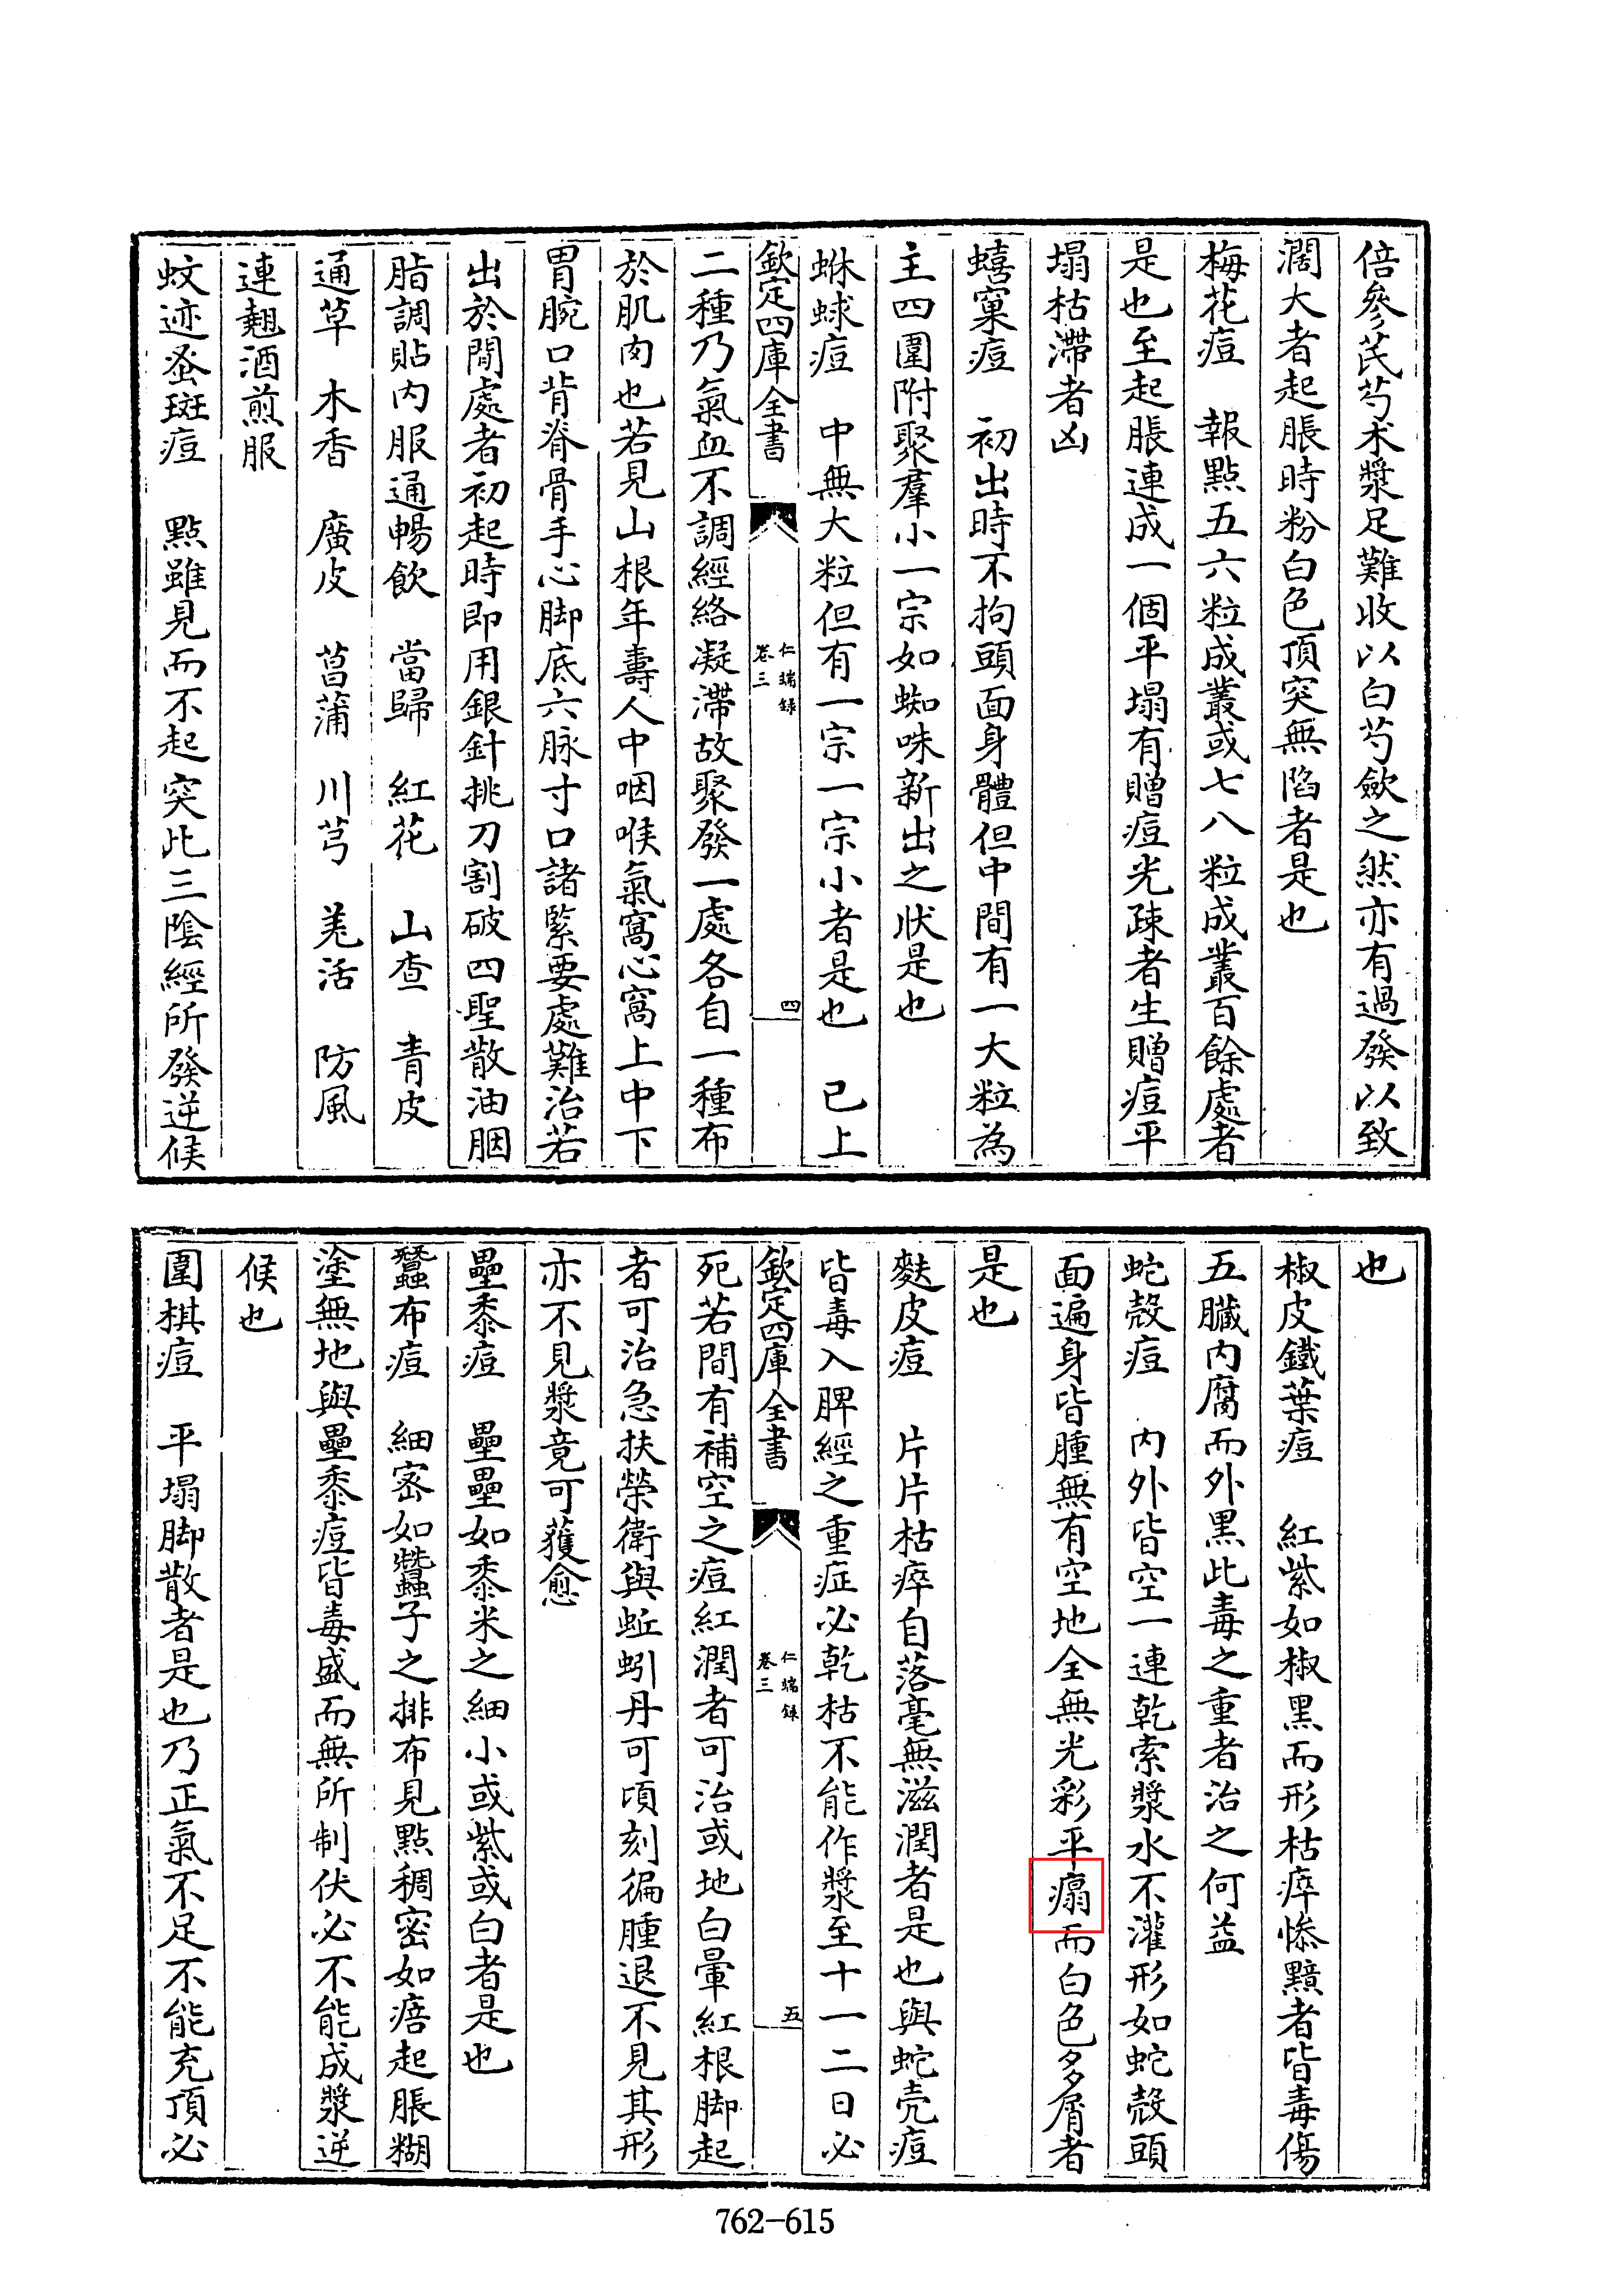 倍參芪芍术漿足難收以白芍歛之然亦有過發以致
濶大者起脹時粉白色頂突無陷者是也
梅花痘　報點五六粒成叢或七八粒成叢百餘處者
是也至起脹連成一個平塌有贈痘光疎者生贈痘平
塌枯滯者凶
蟢窠痘　初出時不拘頭面身體但中間有一大粒為
主四圍附聚羣小一宗如蜘蛛新出之狀是也
蛛蛷痘　中無大粒但有一宗一宗小者是也　已上
欽定四庫全書
仁端録
卷三
四
二種乃氣血不調經絡凝滯故聚發一處各自一種布
於肌肉也若見山根年壽人中咽喉氣窩心窩上中下
胃腕口背脊骨手心脚底六脉寸口諸緊要處難治若
出於閒處者初起時即用銀針挑刀割破四聖散油胭
脂調貼内服通暢飲　當歸　紅花　山查　青皮
通草　木香　廣皮　菖蒲　川芎　羌活　防風
連翹酒煎服
蚊迹蚤斑痘　㸃雖見而不起突此三陰經所發逆候
也
椒皮鐵葉痘　紅紫如椒黑而形枯瘁慘黯者皆毒傷
五臟内腐而外黒此毒之重者治之何益
蛇殻痘　内外皆空一連乾索漿水不灌形如蛇殻頭
面遍身皆腫無有空地全無光彩平瘺而白色多屑者
是也
麩皮痘　片片枯瘁自落毫無滋潤者是也與蛇壳痘
皆毒入脾經之重症必乾枯不能作漿至十一二日必
欽定四庫全書
仁端録
卷三
五
死若間有補空之痘紅潤者可治或地白暈紅根脚起
者可治急扶榮衛與蚯蚓丹可頃刻徧腫退不見其形
亦不見漿竟可獲愈
壘黍痘　壘壘如黍米之細小或紫或白者是也
蠶布痘　細密如蠶子之排布見㸃稠密如㾦起脹糊
塗無地與壘黍痘皆毒盛而無所制伏必不能成漿逆
候也
圍棋痘　平塌脚散者是也乃正氣不足不能充頂必
762-615